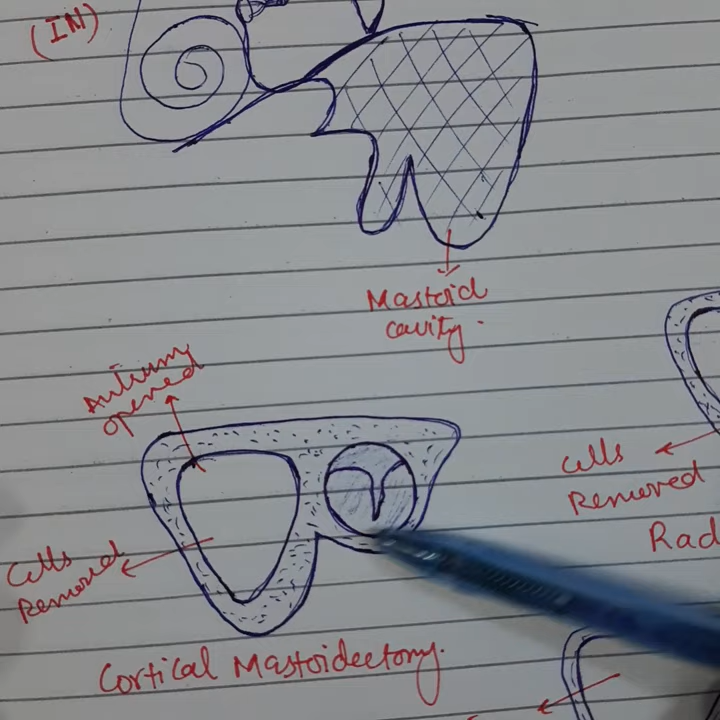 (IN)
Mastoid
cavity.
Antrum
opened
Cells
Removed
Cells
Removed
Rad
Cortical Mastoidectomy.